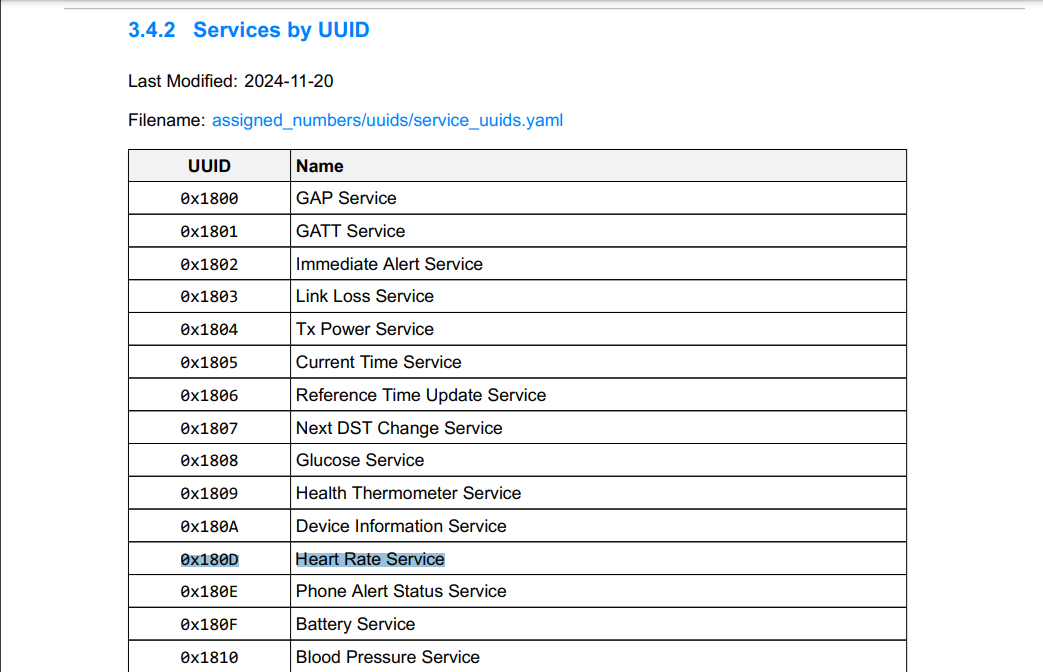 3.4.2 Services by UUID
Last Modified: 2024-11-20
Filename: assigned_numbers/uuids/service_uuids.yaml
UUID Name
0x1800 GAP Service
0x1801 GATT Service
0x1802 Immediate Alert Service
0x1803 Link Loss Service
0x1804 Tx Power Service
0x1805 Current Time Service
0x1806 Reference Time Update Service
0x1807 Next DST Change Service
0x1808 Glucose Service
0x1809 Health Thermometer Service
0x180A Device Information Service
0x180D Heart Rate Service
0x180E Phone Alert Status Service
0x180F Battery Service
0x1810 Blood Pressure Service